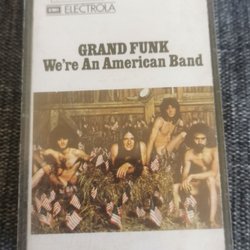 EMI ELECTROLA
GRAND FUNK
We're An American Band